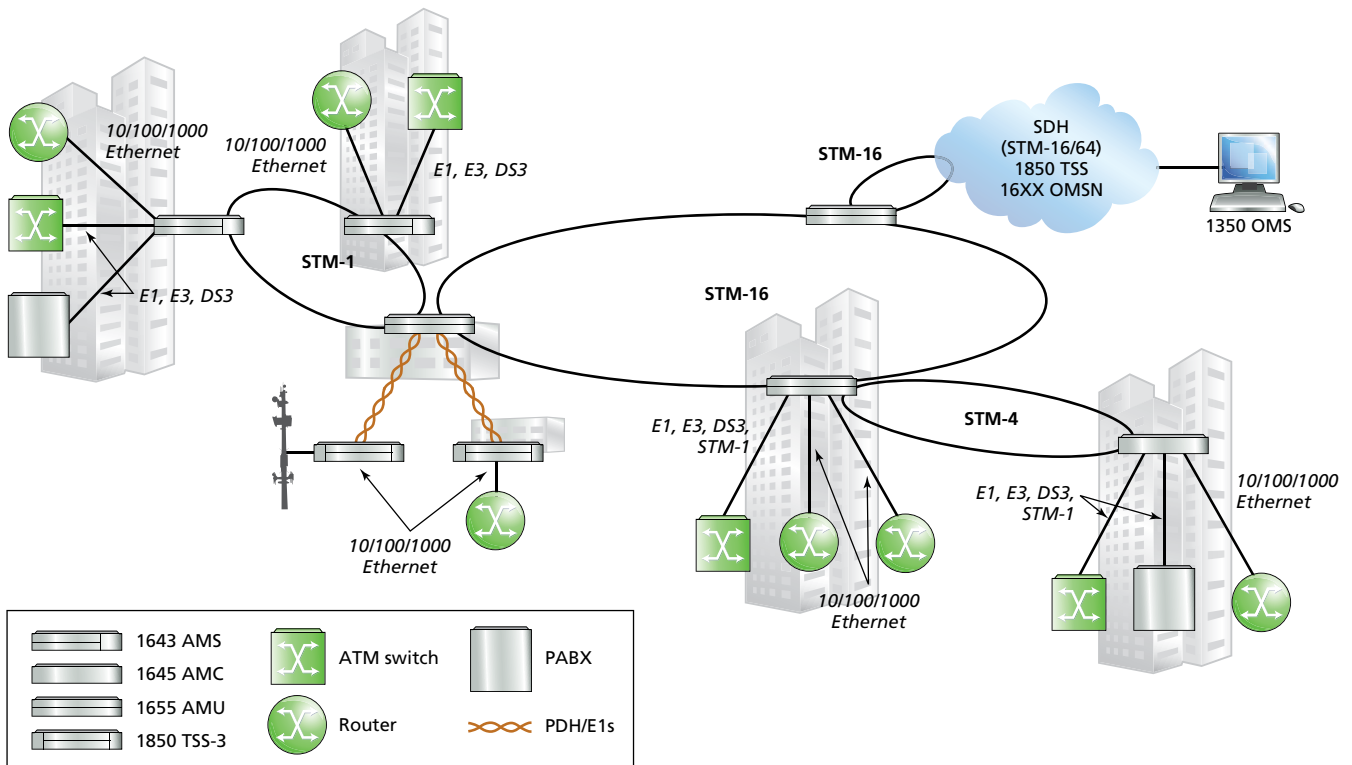 10/100/1000
Ethernet
10/100/1000
Ethernet
E1, E3, DS3
STM-1
E1, E3, DS3
STM-16
SDH
(STM-16/64)
1850 TSS
16XX OMSN
1350 OMS
STM-16
E1, E3, DS3,
STM-1
STM-4
10/100/1000
Ethernet
E1, E3, DS3,
STM-1
10/100/1000
Ethernet
10/100/1000
Ethernet
1643 AMS
1645 AMC
1655 AMU
1850 TSS-3
ATM switch
Router
PABX
PDH/E1s